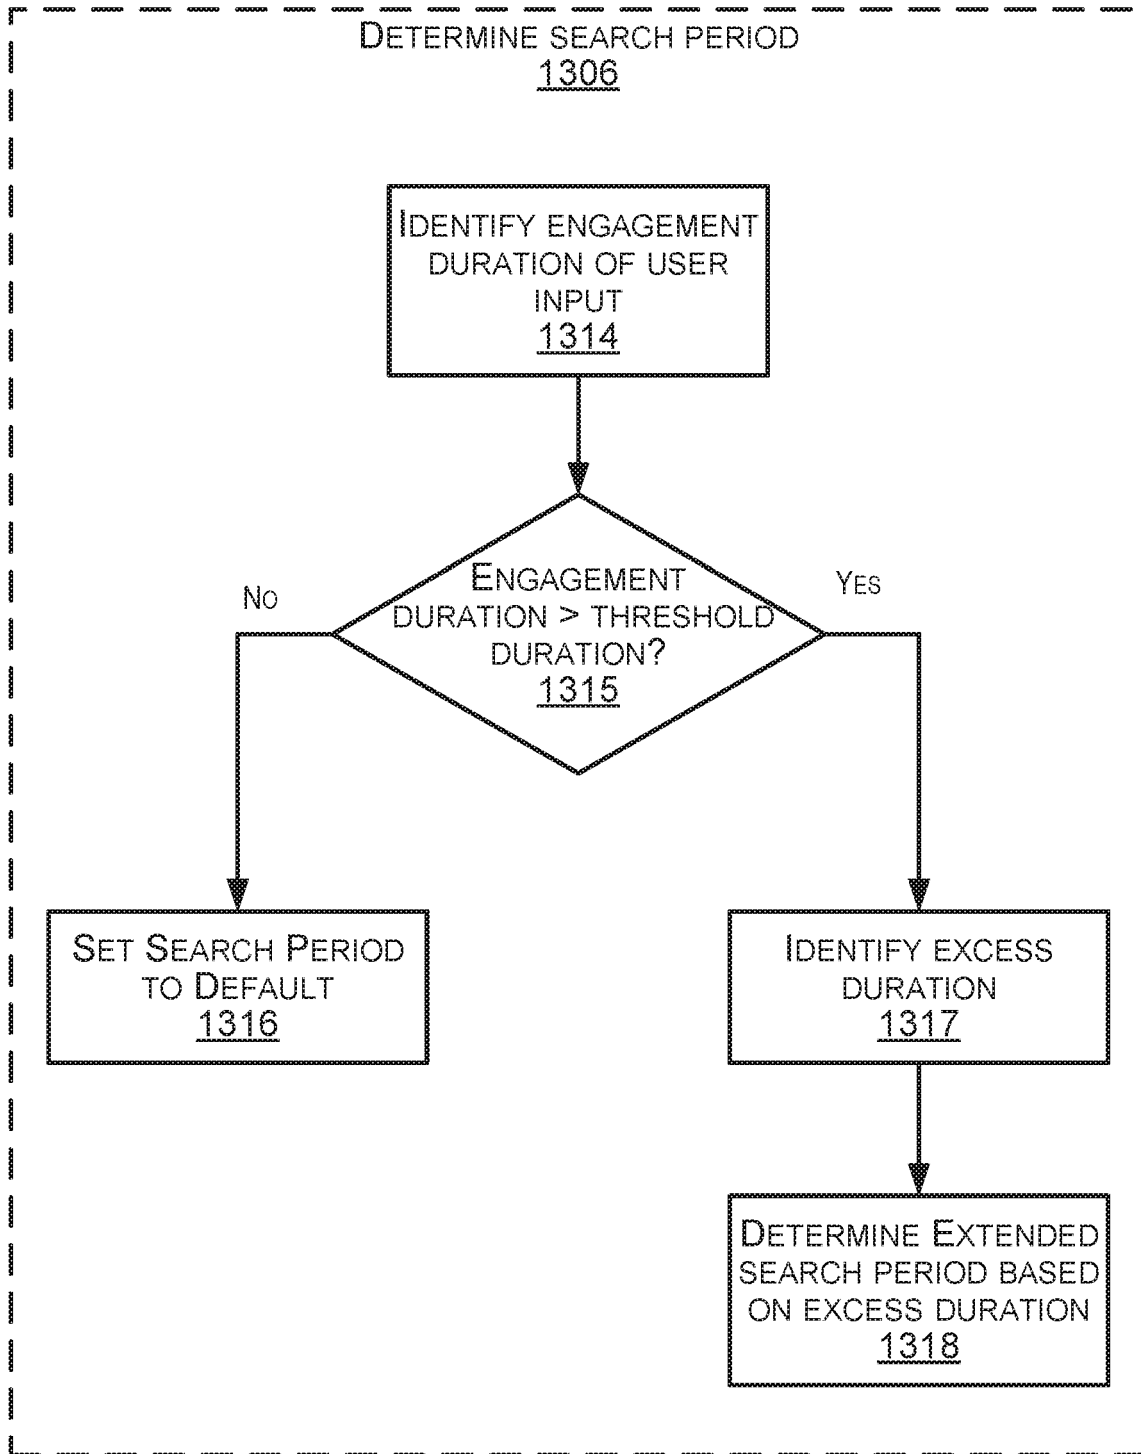 DETERMINE SEARCH PERIOD
1306
IDENTIFY ENGAGEMENT
DURATION OF USER
INPUT
1314
ENGAGEMENT
DURATION > THRESHOLD
DURATION?
1315
NO
YES
SET SEARCH PERIOD
TO DEFAULT
1316
IDENTIFY EXCESS
DURATION
1317
DETERMINE EXTENDED
SEARCH PERIOD BASED
ON EXCESS DURATION
1318